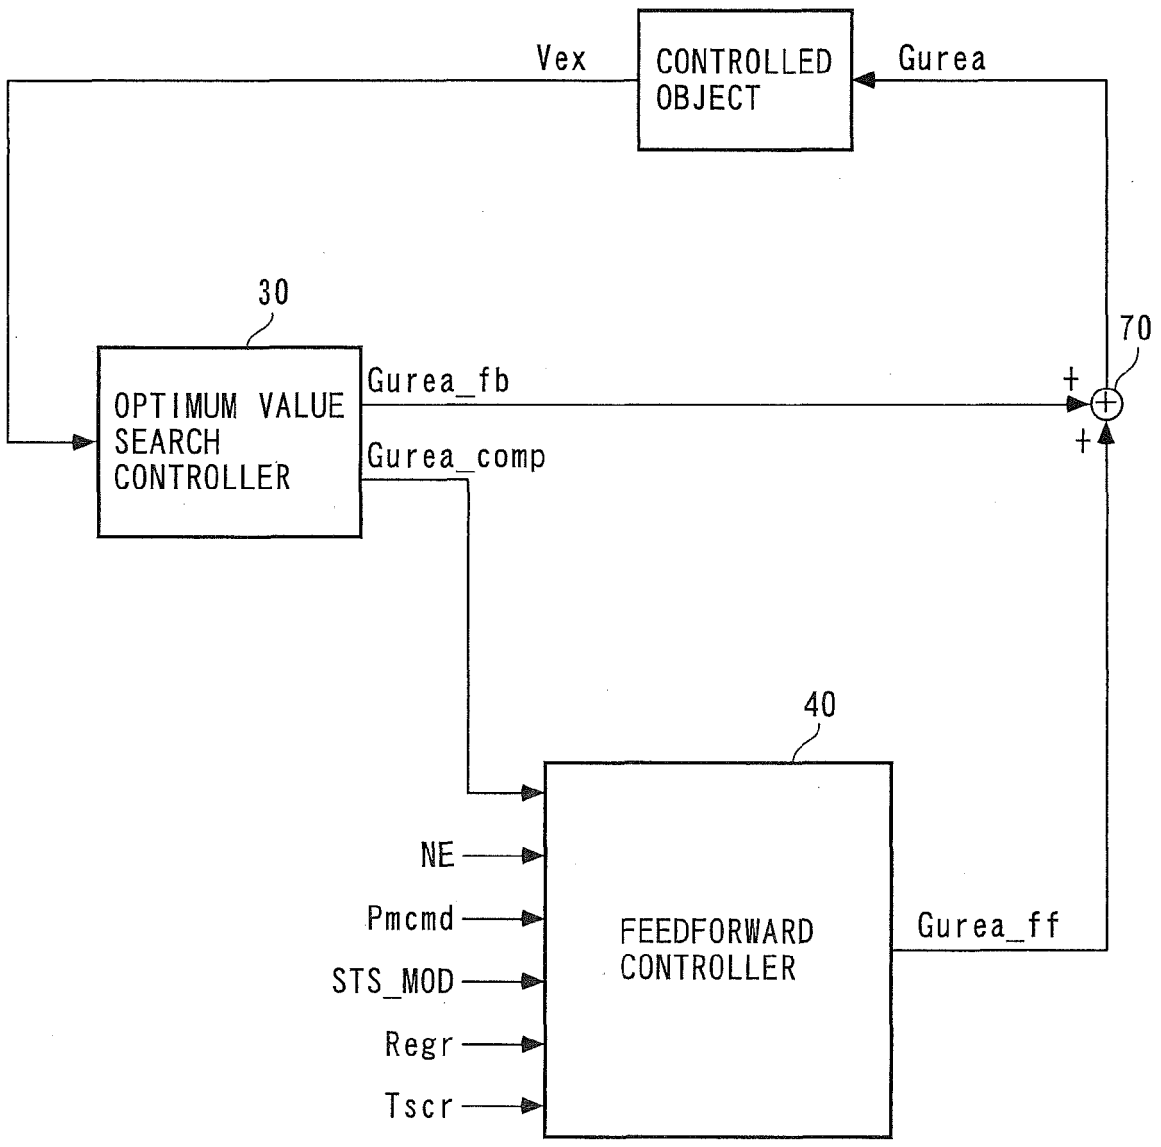 Vex
CONTROLLED
OBJECT
Gurea
30
70
OPTIMUM VALUE
SEARCH
CONTROLLER
Gurea_fb
+
+
+
Gurea_comp
40
NE
Pmcmd
STS_MOD
Regr
Tscr
FEEDFORWARD
CONTROLLER
Gurea_ff